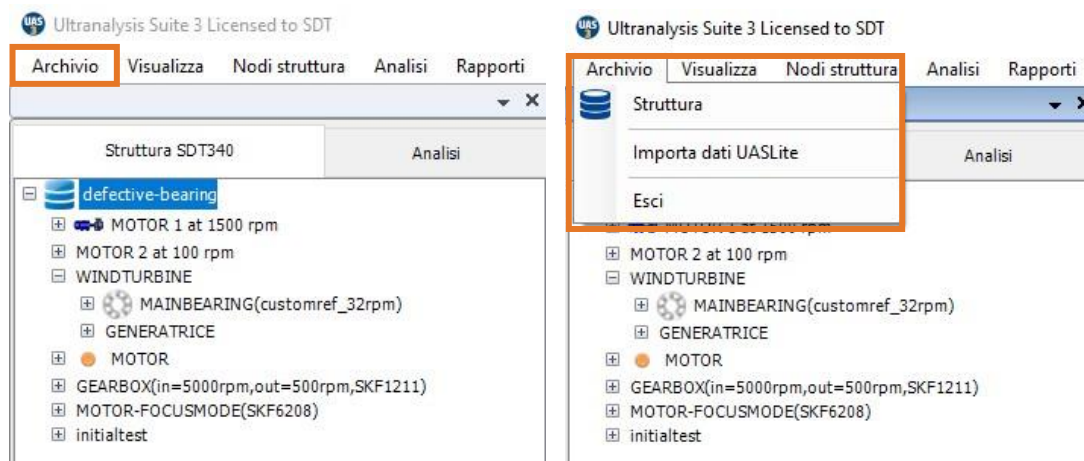 UAS 3 Ultranalysis Suite 3 Licensed to SDT
Archivio Visualizza Nodi struttura Analisi Rapporti
Struttura SDT340 Analisi
defective-bearing
MOTOR 1 at 1500 rpm
MOTOR 2 at 100 rpm
WINDTURBINE
MAINBEARING(customref_32rpm)
GENERATRICE
MOTOR
GEARBOX(in=5000rpm,out=500rpm,SKF1211)
MOTOR-FOCUSMODE(SKF6208)
initialtest
UAS 3 Ultranalysis Suite 3 Licensed to SDT
Archivio Visualizza Nodi struttura Analisi Rapporti
Struttura
Importa dati UASLite
Esci
Analisi
MOTOR 2 at 100 rpm
WINDTURBINE
MAINBEARING(customref_32rpm)
GENERATRICE
MOTOR
GEARBOX(in=5000rpm,out=500rpm,SKF1211)
MOTOR-FOCUSMODE(SKF6208)
initialtest